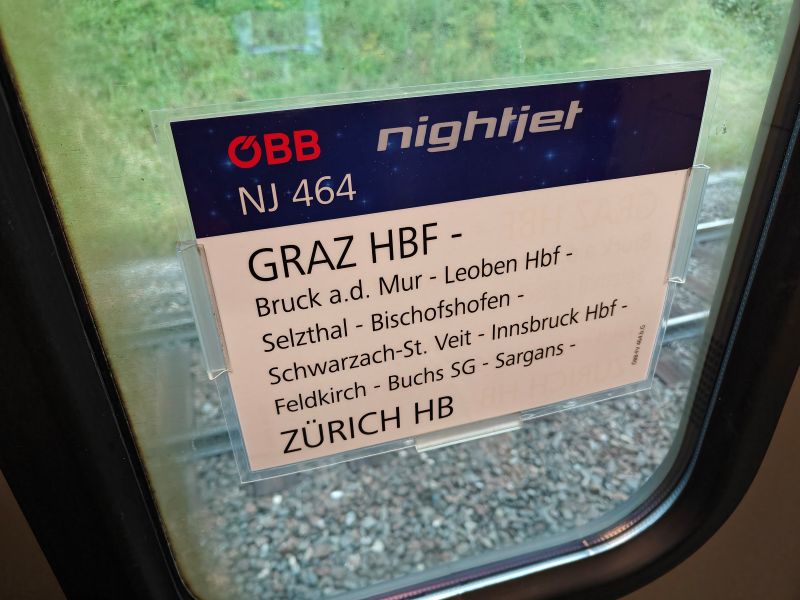 ÖBB nightjet
NJ 464
GRAZ HBF -
Bruck a.d. Mur - Leoben Hbf -
Selzthal - Bischofshofen -
Schwarzach-St. Veit - Innsbruck Hbf -
Feldkirch - Buchs SG - Sargans -
ZÜRICH HB